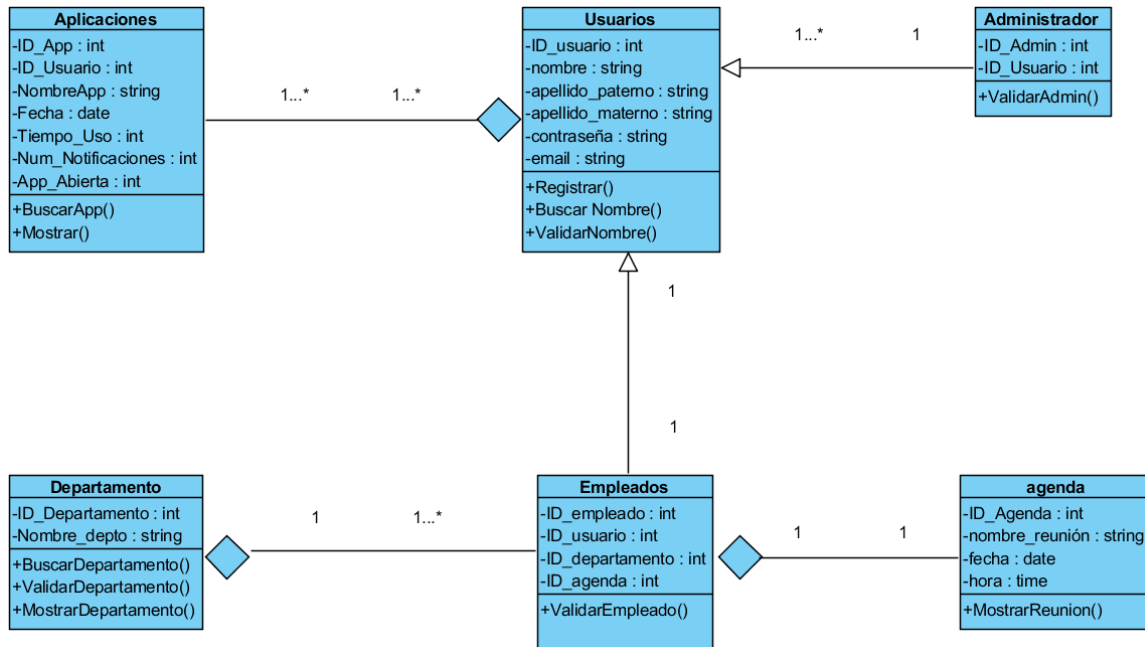 Aplicaciones
-ID_App : int
-ID_Usuario : int
-NombreApp : string
-Fecha : date
-Tiempo_Uso : int
-Num_Notificaciones : int
-App_Abierta : int
+BuscarApp()
+Mostrar()
1...*
1...*
Usuarios
-ID_usuario : int
-nombre : string
-apellido_paterno : string
-apellido_materno : string
-contraseña : string
-email : string
+Registrar()
+Buscar Nombre()
+ValidarNombre()
1...*
1
Administrador
-ID_Admin : int
-ID_Usuario : int
+ValidarAdmin()
1
1
Departamento
-ID_Departamento : int
-Nombre_depto : string
+BuscarDepartamento()
+ValidarDepartamento()
+MostrarDepartamento()
1
1...*
Empleados
-ID_empleado : int
-ID_usuario : int
-ID_departamento : int
-ID_agenda : int
+ValidarEmpleado()
1
1
agenda
-ID_Agenda : int
-nombre_reunión : string
-fecha : date
-hora : time
+MostrarReunion()